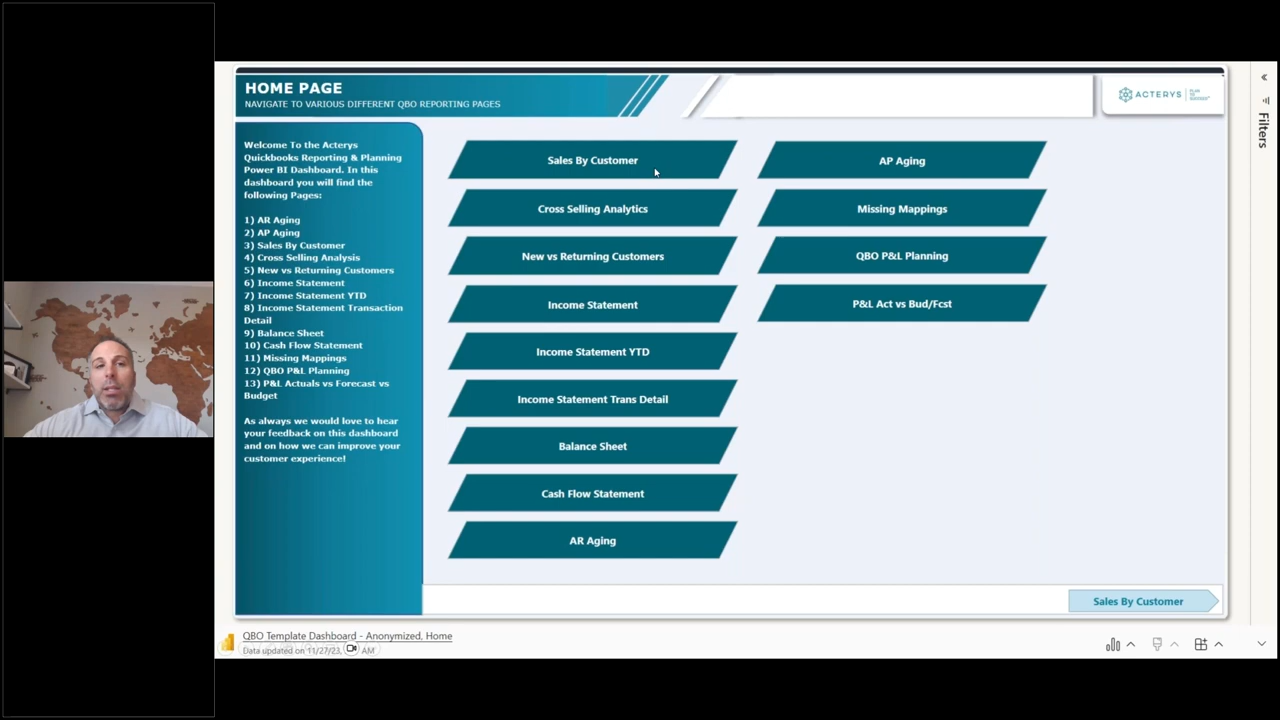 HOME PAGE
NAVIGATE TO VARIOUS DIFFERENT QBO REPORTING PAGES
ACTERYS
Filters
Welcome To the Acterys
Quickbooks Reporting & Planning
Power BI Dashboard. In this
dashboard you will find the
following Pages:
1) AR Aging
2) AP Aging
3) Sales By Customer
4) Cross Selling Analysis
5) New vs Returning Customers
6) Income Statement
7) Income Statement YTD
8) Income Statement Transaction
Detail
9) Balance Sheet
10) Cash Flow Statement
11) Missing Mappings
12) QBO P&L Planning
13) P&L Actuals vs Forecast vs
Budget
As always we would love to hear
your feedback on this dashboard
and on how we can improve your
customer experience!
Sales By Customer
Cross Selling Analytics
New vs Returning Customers
Income Statement
Income Statement YTD
Income Statement Trans Detail
Balance Sheet
Cash Flow Statement
AR Aging
AP Aging
Missing Mappings
QBO P&L Planning
P&L Act vs Bud/Fcst
Sales By Customer
QBO Template Dashboard - Anonymized, Home
Data updated on 11/27/23, AM